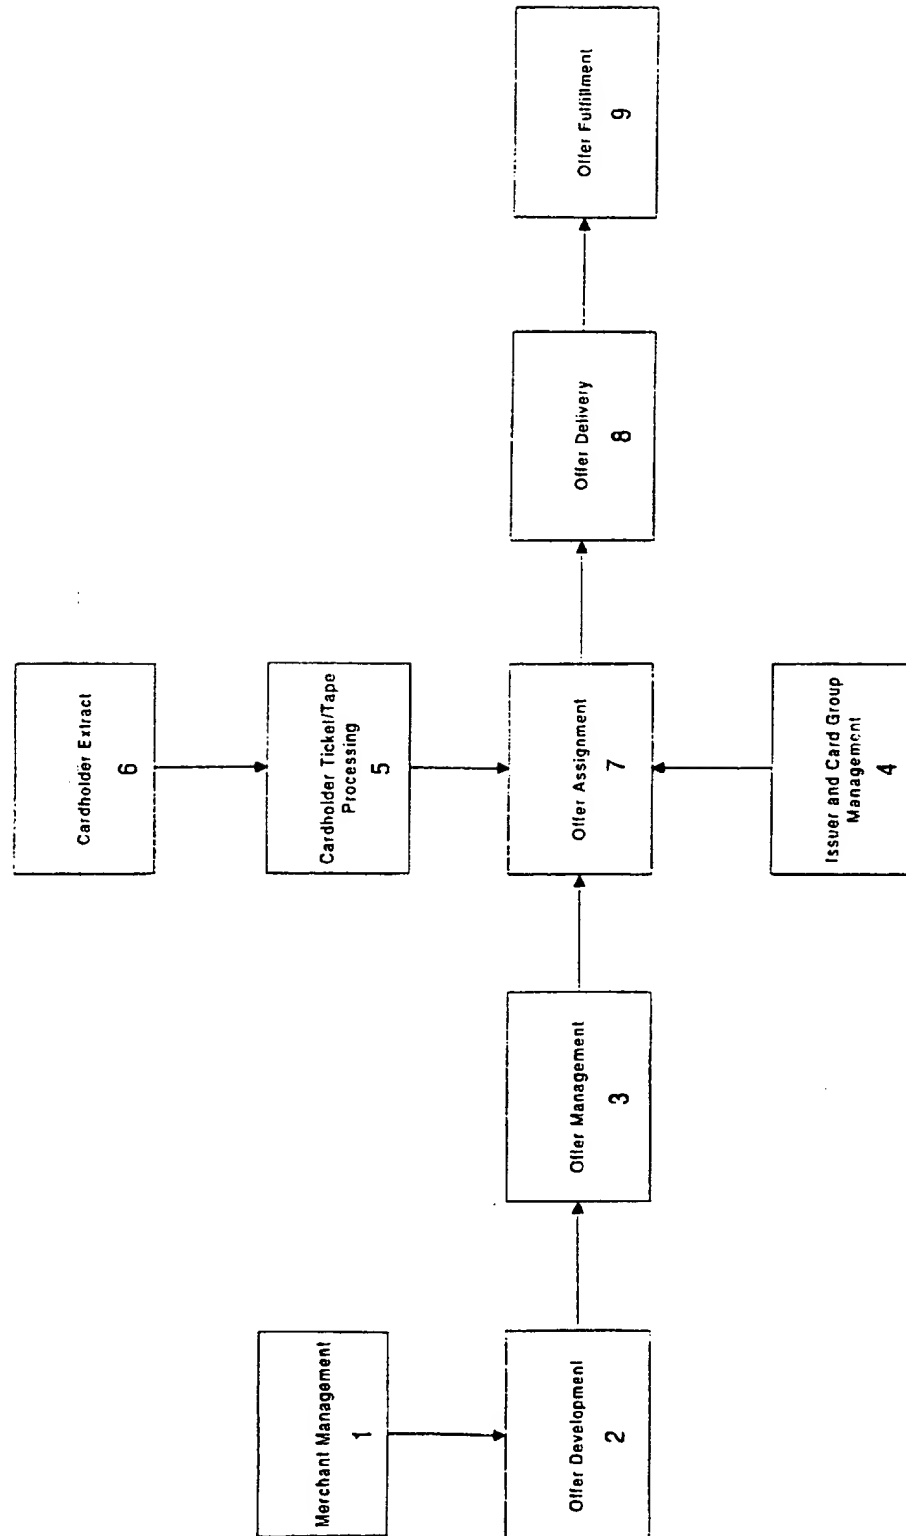 Merchant Management
1
Offer Development
2
Offer Management
3
Cardholder Extract
6
Cardholder Ticket/Tape
Processing
5
Offer Assignment
7
Issuer and Card Group
Management
4
Offer Delivery
8
Offer Fulfillment
9